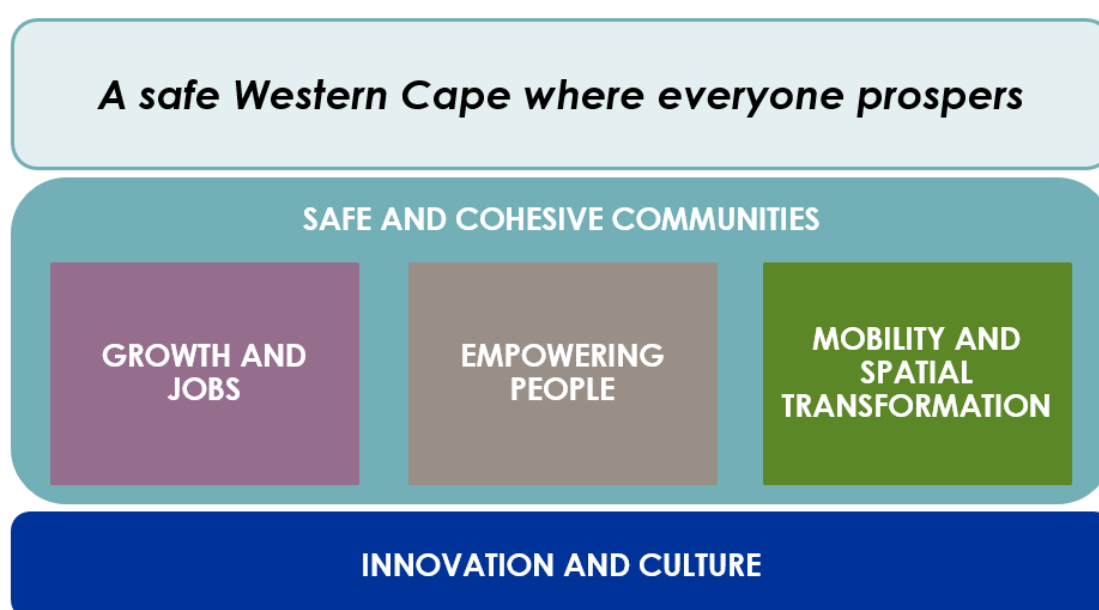 A safe Western Cape where everyone prospers
SAFE AND COHESIVE COMMUNITIES
GROWTH AND
JOBS
EMPOWERING
PEOPLE
MOBILITY AND
SPATIAL
TRANSFORMATION
INNOVATION AND CULTURE